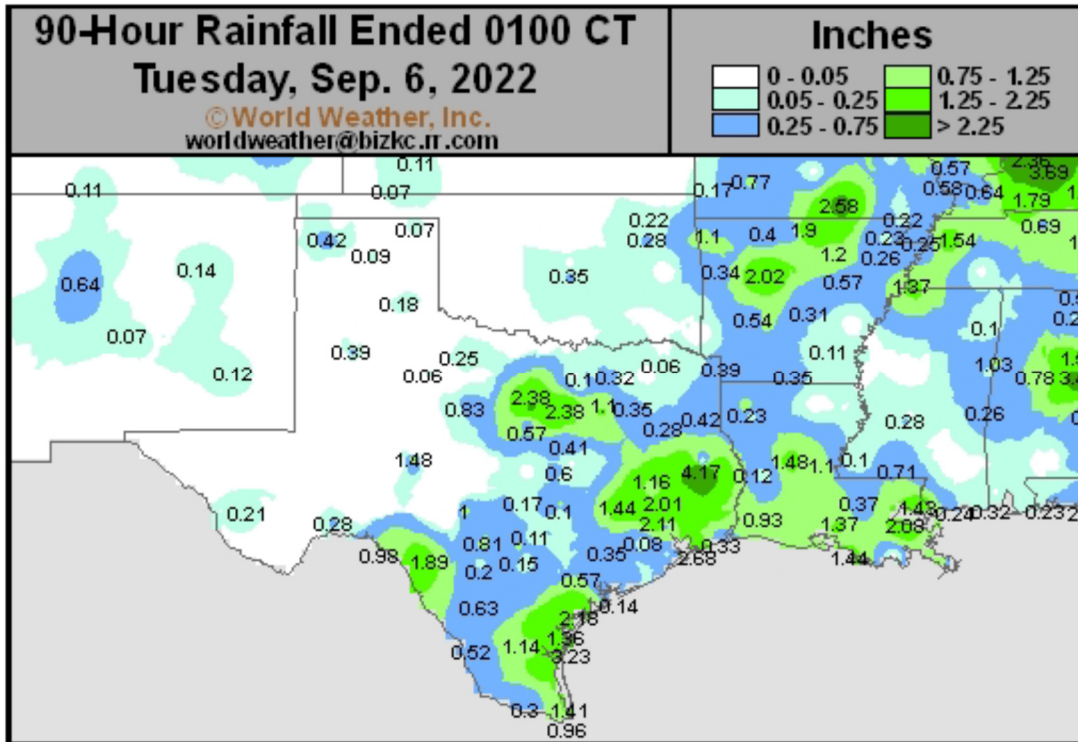 90-Hour Rainfall Ended 0100 CT
Tuesday, Sep. 6, 2022
©World Weather, Inc.
worldweather@bizkc.rr.com
Inches
0 - 0.05 0.75 - 1.25
0.05 - 0.25 1.25 - 2.25
0.25 - 0.75 > 2.25
0.11 0.57 2.36
3.69
0.11 0.07 0.17 0.77 0.58 0.64 1.79
0.42 0.07 0.22 2.58 0.22 0.69
0.09 0.28 1.1 0.4 1.9 0.23 0.25 1.54
0.64 0.14 0.35 0.34 2.02 1.2 0.26
0.18 0.57 1.37
0.07 0.54 0.31 0.1
0.39 0.25 0.11
0.12 0.06 0.1 0.32 0.06 0.39 0.35 1.03 0.78
0.83 2.38 2.38 1.1 0.35 0.42 0.23 0.28 0.26
0.57 0.28
1.48 0.41 0.6 1.16 4.17 0.12 1.48 1.1 0.1 0.71
0.21 0.28 1 0.17 0.1 1.44 2.01 0.93 1.37 0.37 1.43 0.24 0.32 0.23
2.11 2.08
0.98 1.89 0.81 0.11 0.35 0.08 0.33 1.44
0.2 0.15 2.68
0.63 0.57 0.14
2.18
0.52 1.14 1.36
3.23
0.3 1.41
0.96